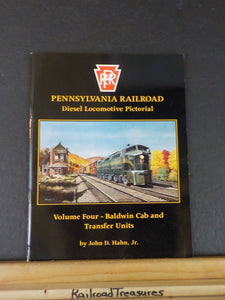 PRR
PENNSYLVANIA RAILROAD
Diesel Locomotive Pictorial
Volume Four - Baldwin Cab and
Transfer Units
by John D. Hahn, Jr.
RailroadTreasures